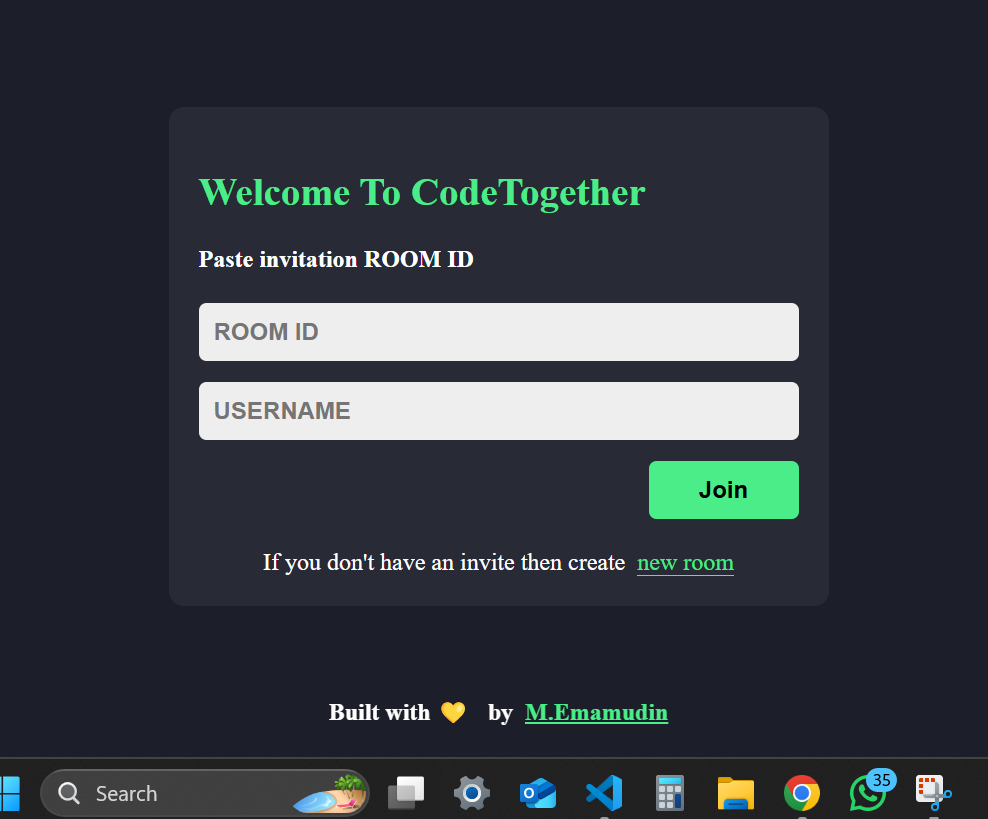 Welcome To CodeTogether
Paste invitation ROOM ID
ROOM ID
USERNAME
Join
If you don't have an invite then create new room
Built with 💛 by M.Emamudin
Search
35